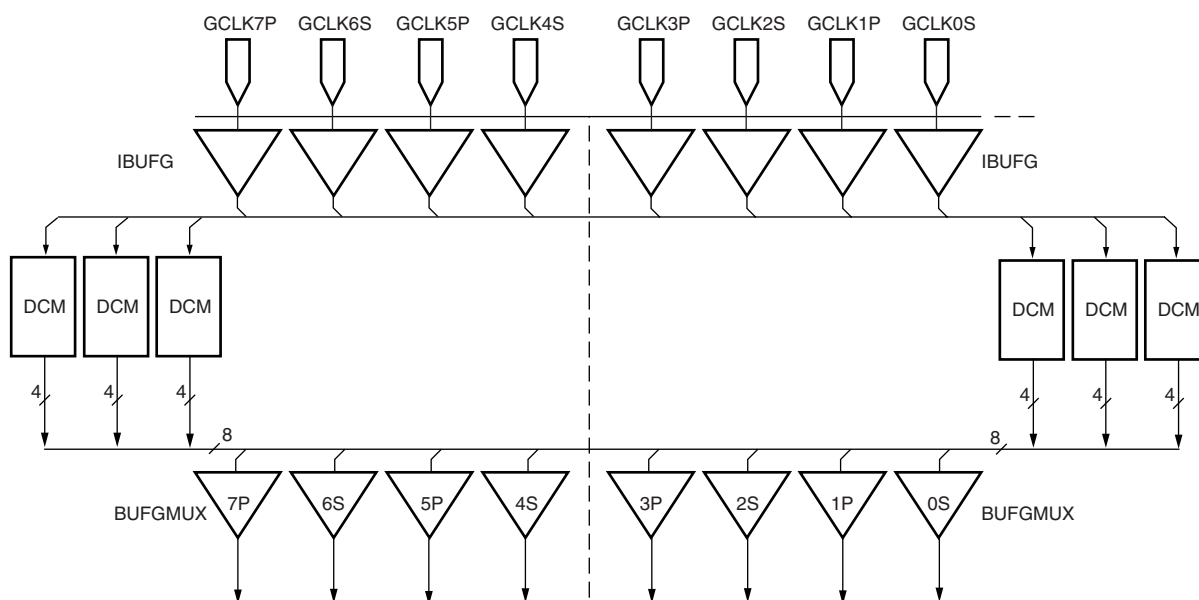 GCLK7P GCLK6S GCLK5P GCLK4S GCLK3P GCLK2S GCLK1P GCLK0S
IBUFG IBUFG
DCM DCM DCM DCM DCM DCM
4 4 4 4 4 4
8 8
7P 6S 5P 4S 3P 2S 1P 0S
BUFGMUX BUFGMUX